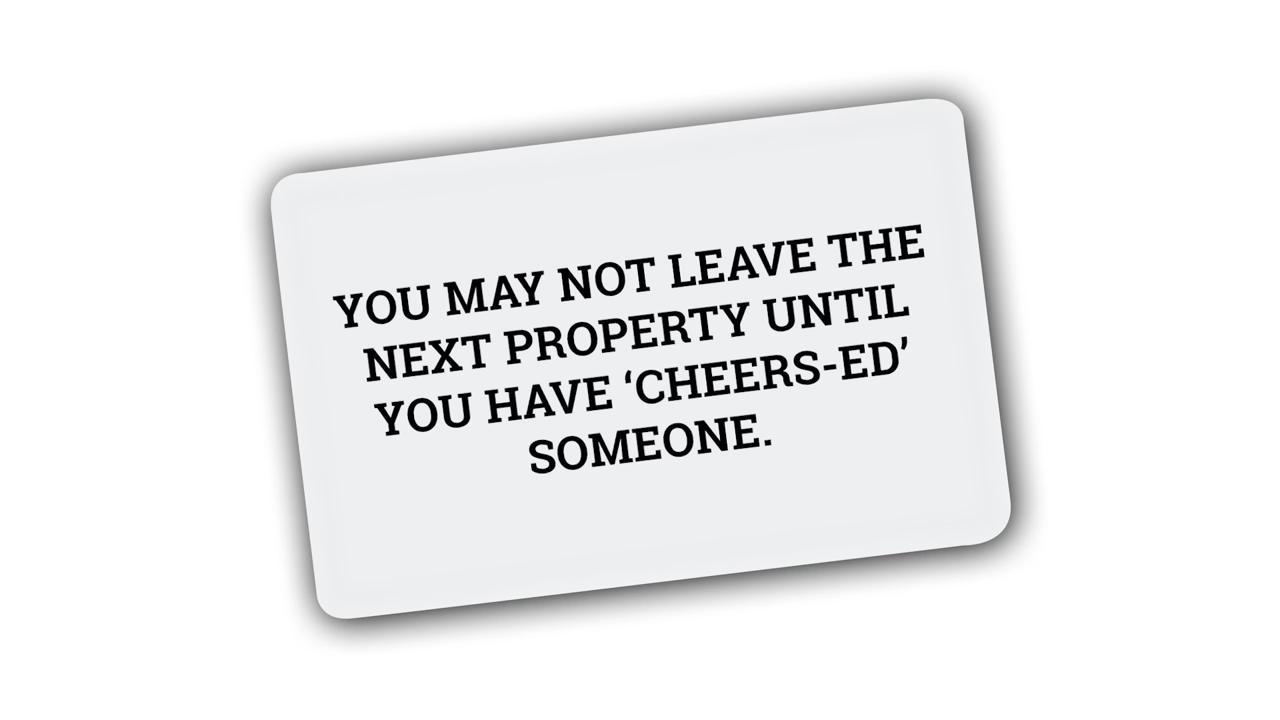 YOU MAY NOT LEAVE THE
NEXT PROPERTY UNTIL
YOU HAVE ‘CHEERS-ED’
SOMEONE.